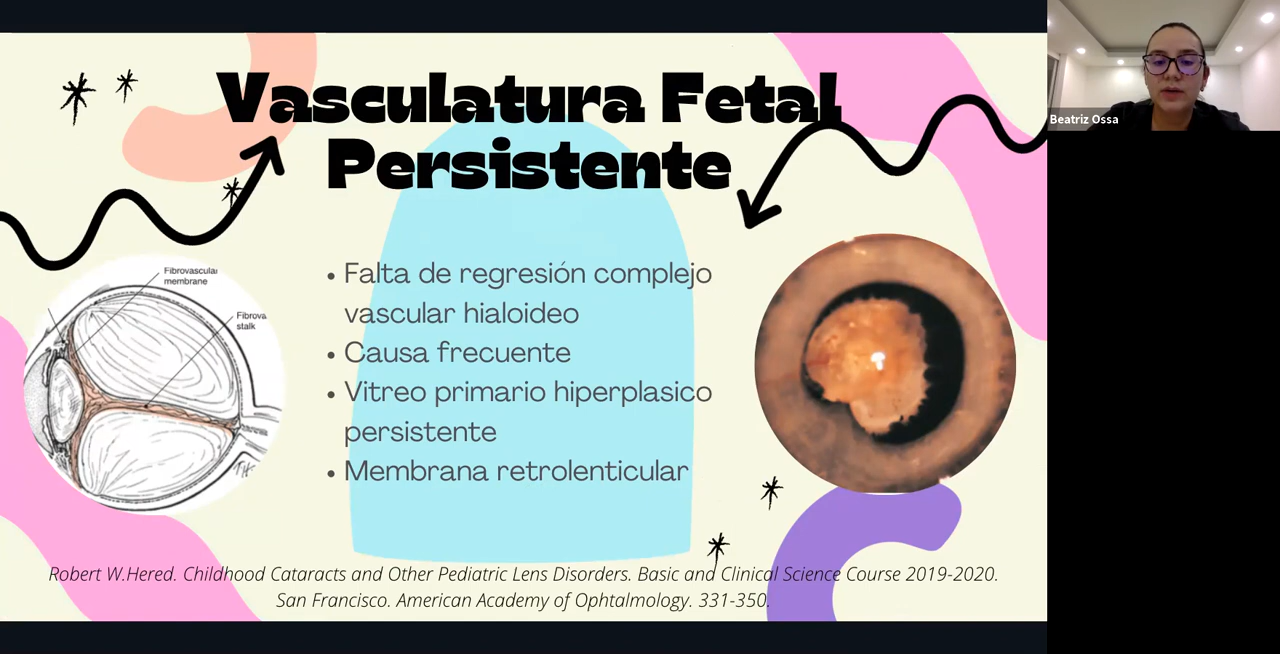 Vasculatura Fetal
Persistente
Beatriz Ossa
Fibrovascular
membrane
Fibrova
stalk
• Falta de regresión complejo
vascular hialoideo
• Causa frecuente
• Vitreo primario hiperplasico
persistente
• Membrana retrolenticular
Robert W.Hered. Childhood Cataracts and Other Pediatric Lens Disorders. Basic and Clinical Science Course 2019-2020.
San Francisco. American Academy of Ophtalmology. 331-350.